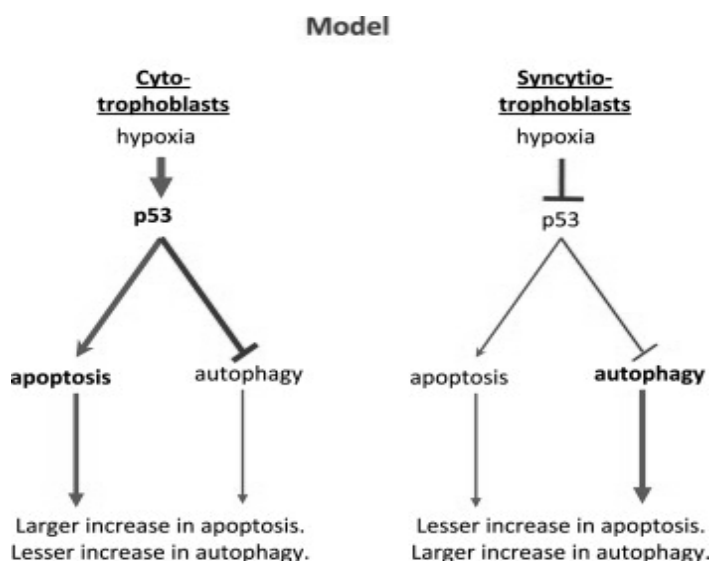 Model
Cyto-
trophoblasts
hypoxia
p53
apoptosis
autophagy
Larger increase in apoptosis.
Lesser increase in autophagy.
Syncytio-
trophoblasts
hypoxia
p53
apoptosis
autophagy
Lesser increase in apoptosis.
Larger increase in autophagy.